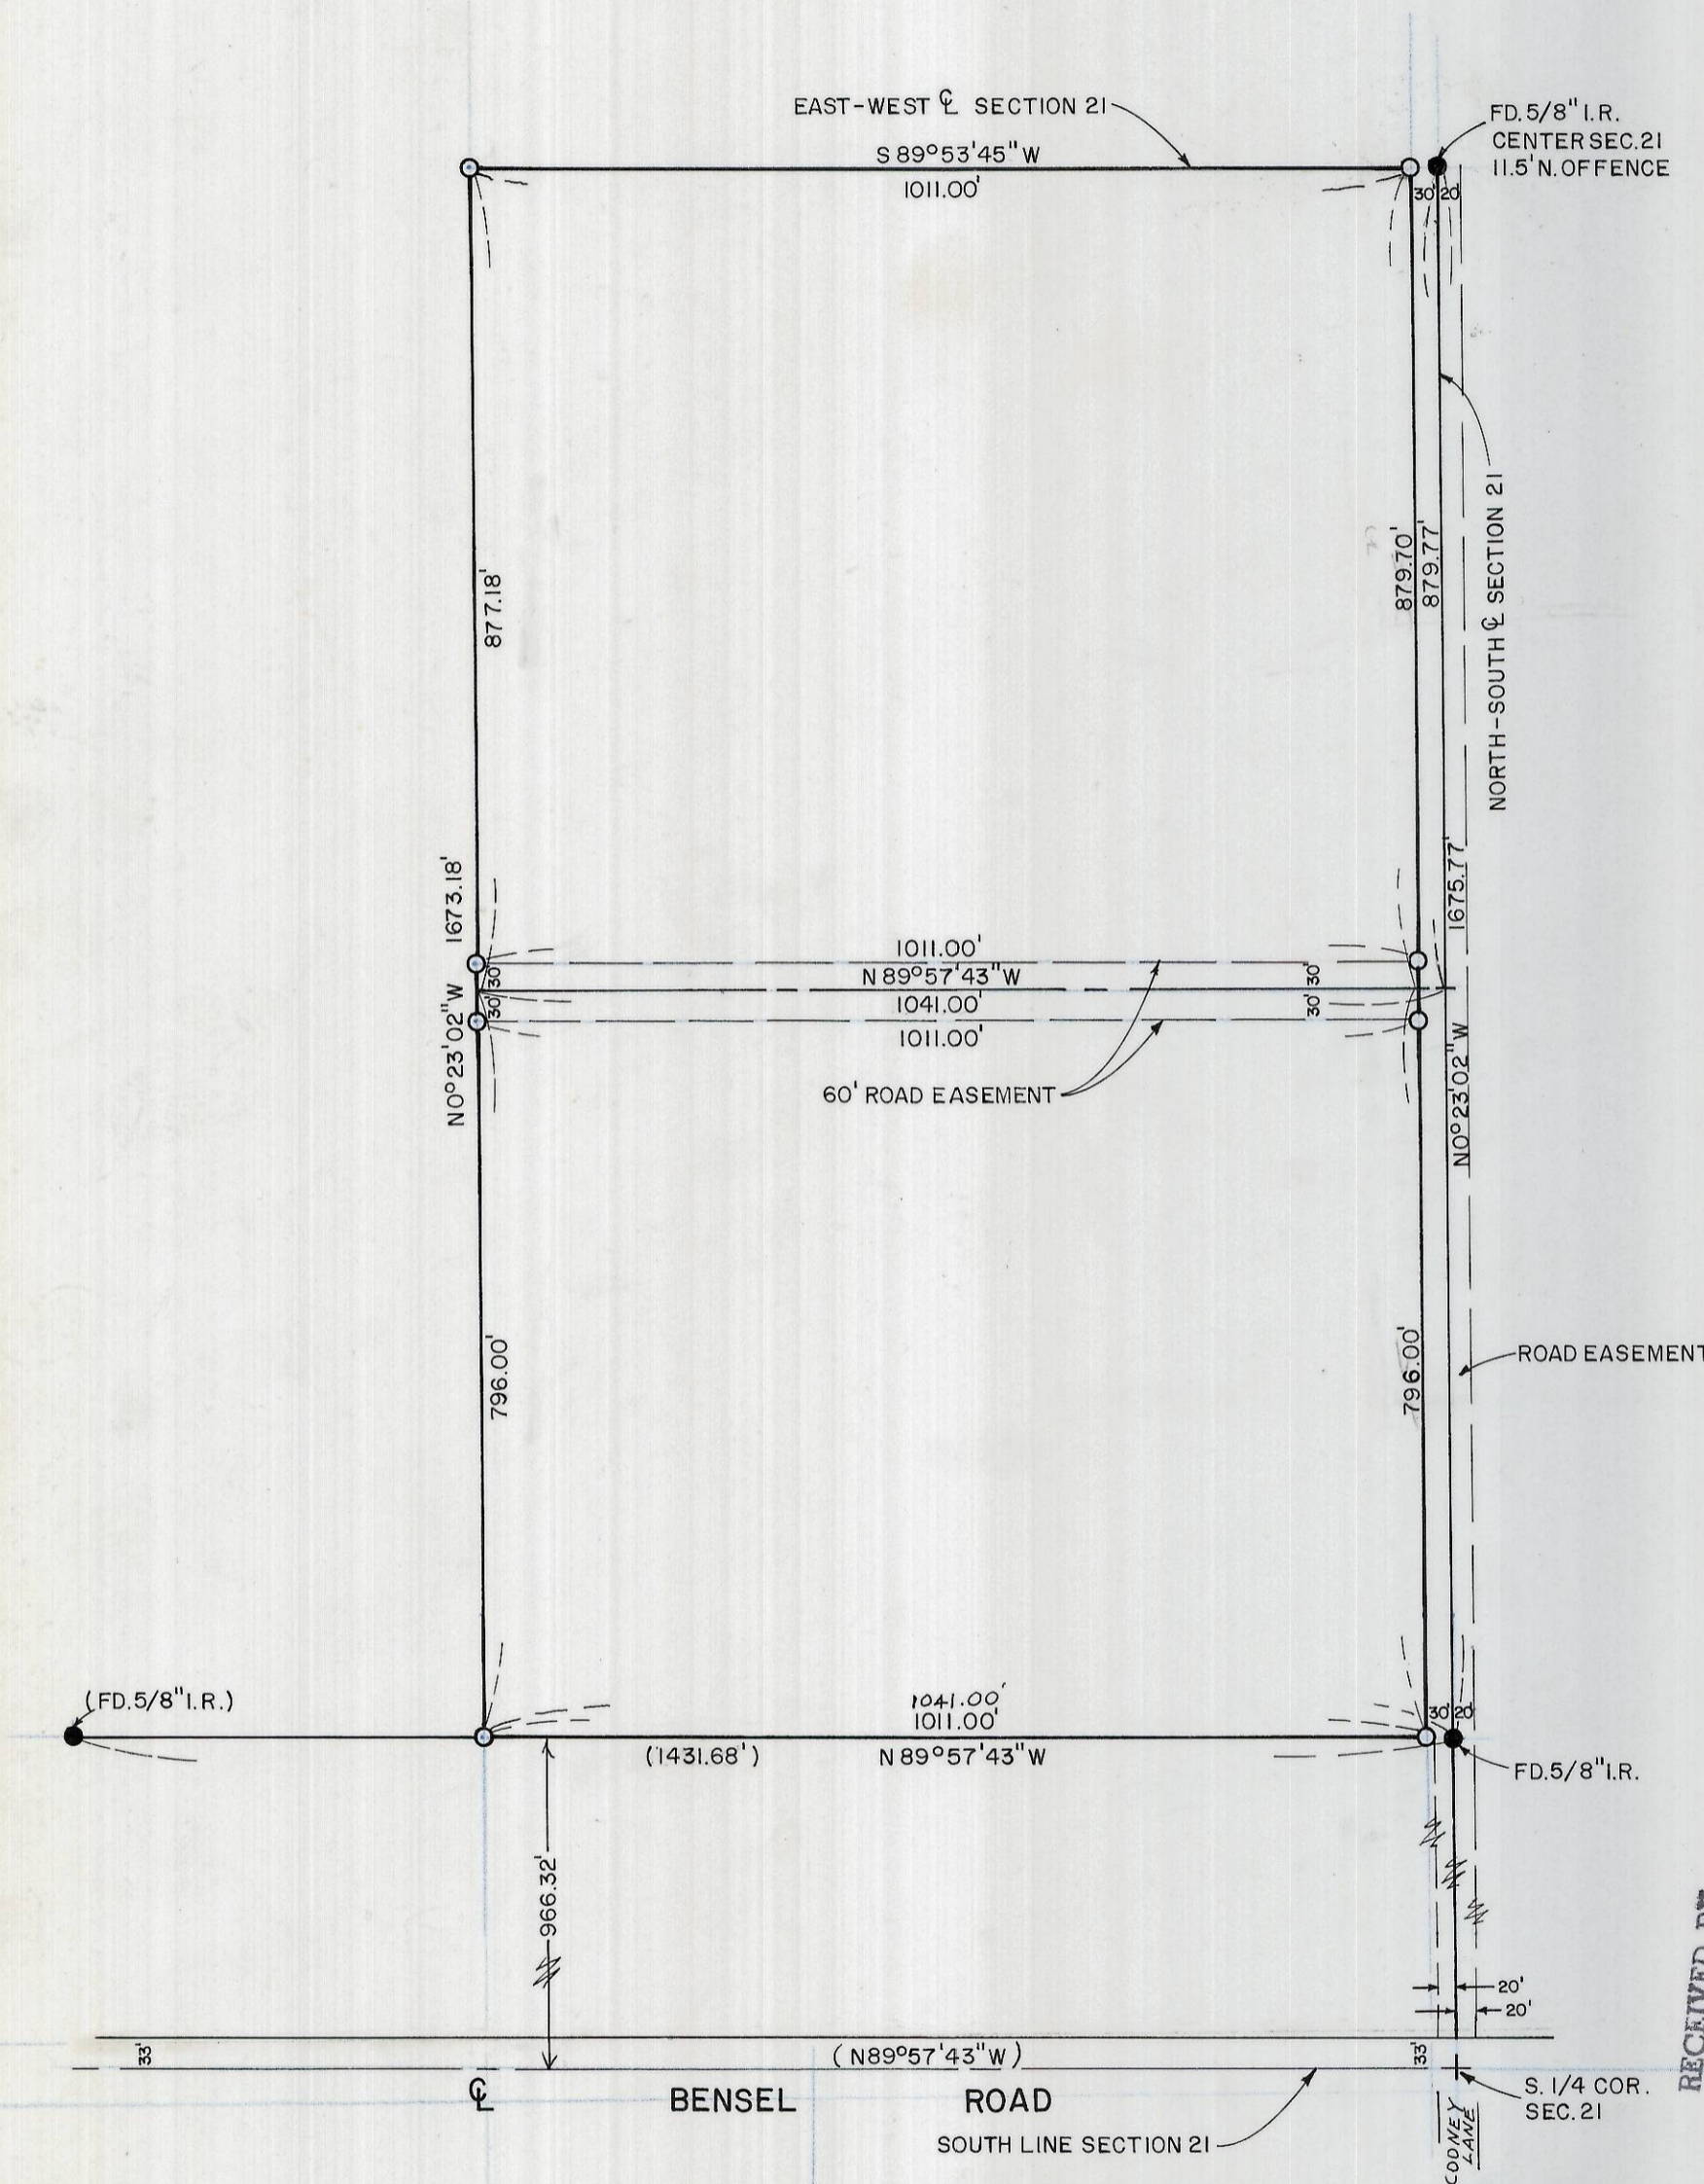 EAST-WEST ℄ SECTION 21
S 89°53'45" W
1011.00'
FD. 5/8" I.R.
CENTER SEC. 21
11.5' N. OF FENCE
30' 20'
877.18'
879.70'
879.77'
NORTH-SOUTH ℄ SECTION 21
1673.18'
N0°23'02"W
1675.77'
N0°23'02"W
1011.00'
N 89°57'43" W
1041.00'
1011.00'
30'
30'
30'
30'
60' ROAD EASEMENT
796.00'
796.00'
ROAD EASEMENT
(FD. 5/8" I.R.)
1041.00'
1011.00'
(1431.68')
N 89°57'43" W
30' 20'
FD. 5/8" I.R.
966.32'
20'
20'
33'
(N89°57'43"W)
33'
℄
BENSEL ROAD
S. 1/4 COR.
SEC. 21
SOUTH LINE SECTION 21
LANE
RECEIVED